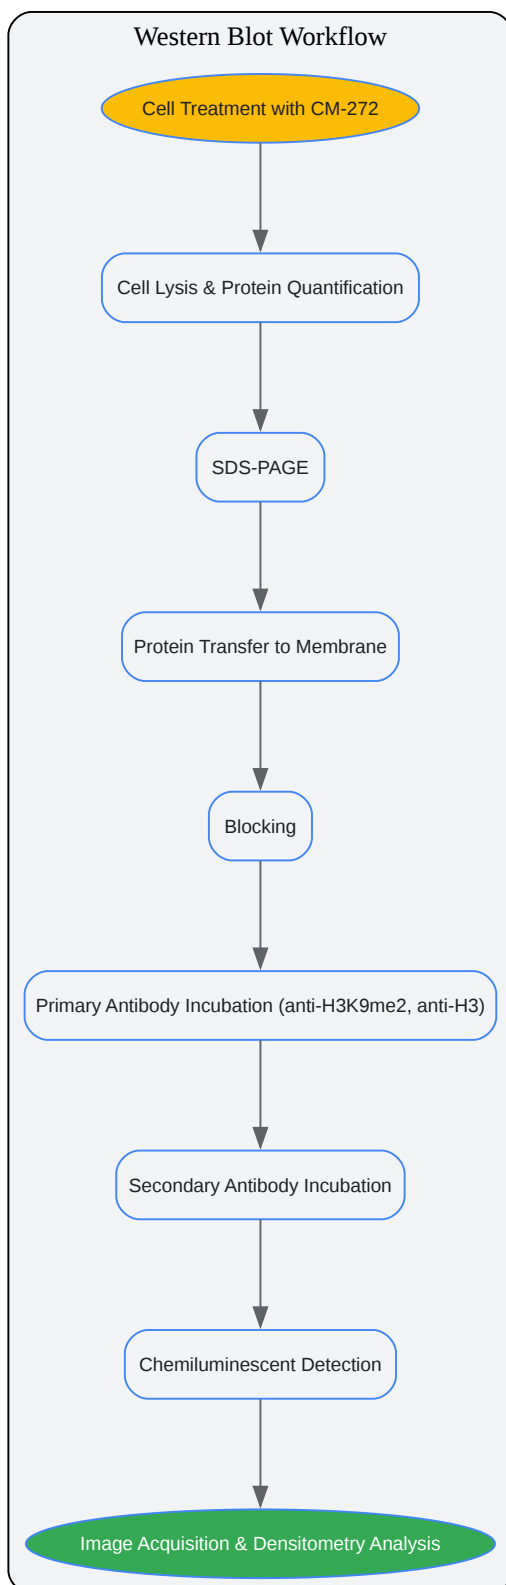 Western Blot Workflow
Cell Treatment with CM-272
Cell Lysis & Protein Quantification
SDS-PAGE
Protein Transfer to Membrane
Blocking
Primary Antibody Incubation (anti-H3K9me2, anti-H3)
Secondary Antibody Incubation
Chemiluminescent Detection
Image Acquisition & Densitometry Analysis